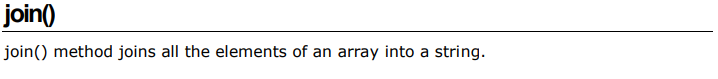 join()
join() method joins all the elements of an array into a string.